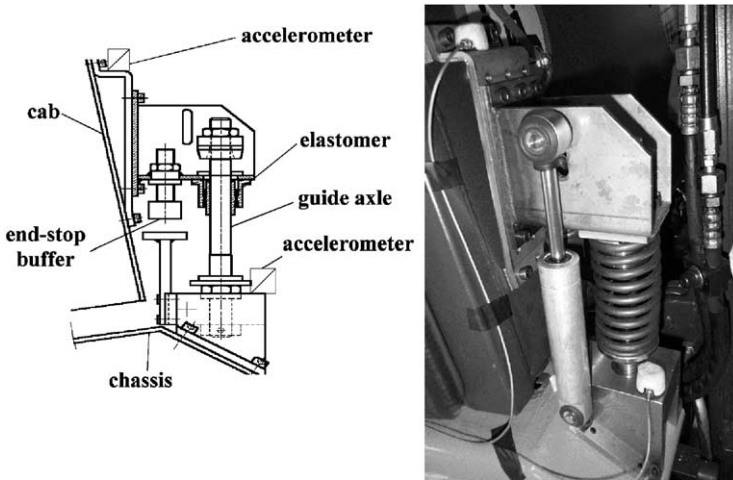 accelerometer
cab
elastomer
guide axle
accelerometer
end-stop
buffer
chassis